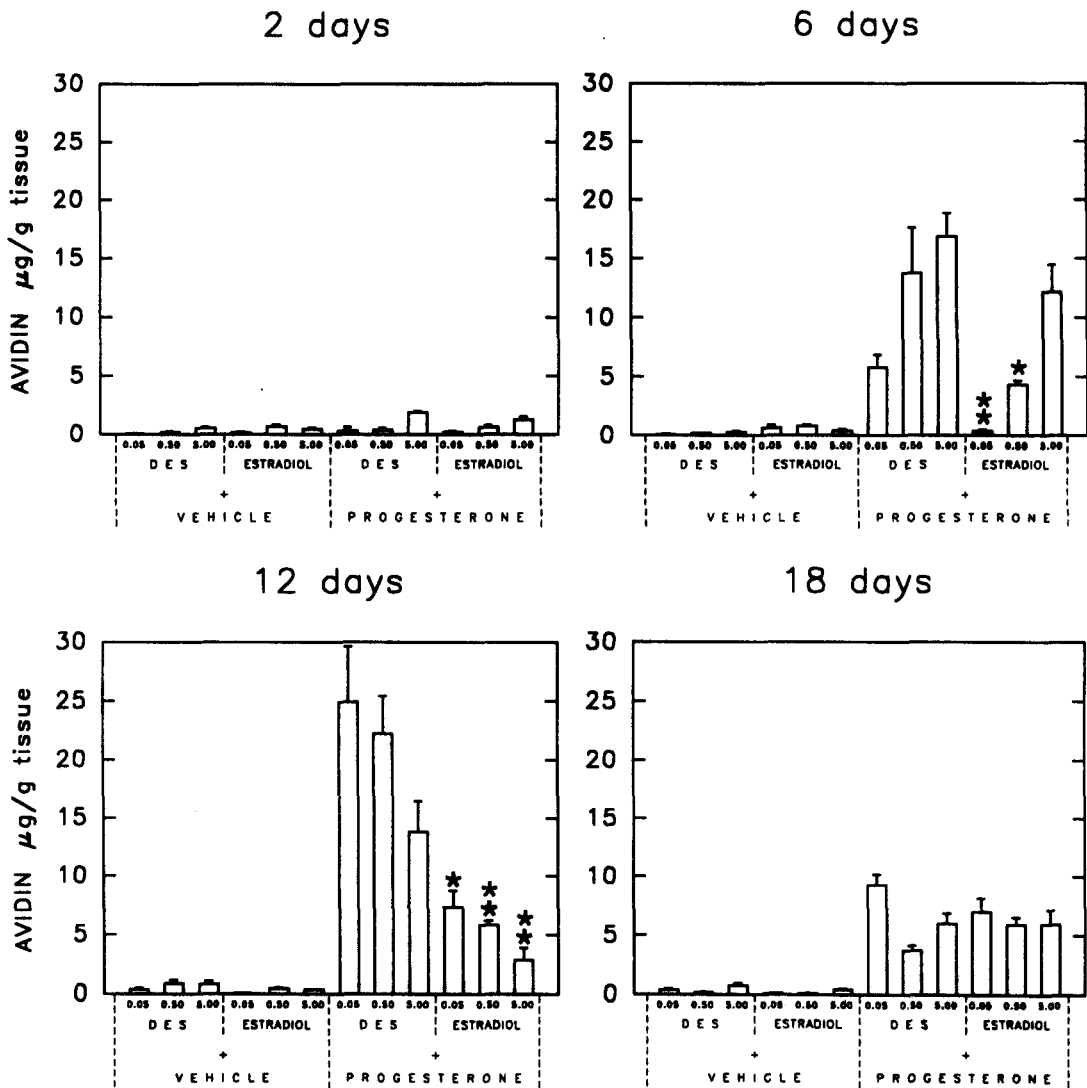 2 days
AVIDIN µg/g tissue
30
25
20
15
10
5
0
0.05 0.50 5.00 0.05 0.50 5.00 0.05 0.50 5.00 0.05 0.50 5.00
DES ESTRADIOL DES ESTRADIOL
+ +
VEHICLE PROGESTERONE
6 days
30
25
20
15
10
5
0
★★ ★
0.05 0.50 5.00 0.05 0.50 5.00 0.05 0.50 5.00 0.05 0.50 5.00
DES ESTRADIOL DES ESTRADIOL
+ +
VEHICLE PROGESTERONE
12 days
AVIDIN µg/g tissue
30
25
20
15
10
5
0
★ ★★ ★★
0.05 0.50 5.00 0.05 0.50 5.00 0.05 0.50 5.00 0.05 0.50 5.00
DES ESTRADIOL DES ESTRADIOL
+ +
VEHICLE PROGESTERONE
18 days
30
25
20
15
10
5
0
0.05 0.50 5.00 0.05 0.50 5.00 0.05 0.50 5.00 0.05 0.50 5.00
DES ESTRADIOL DES ESTRADIOL
+ +
VEHICLE PROGESTERONE